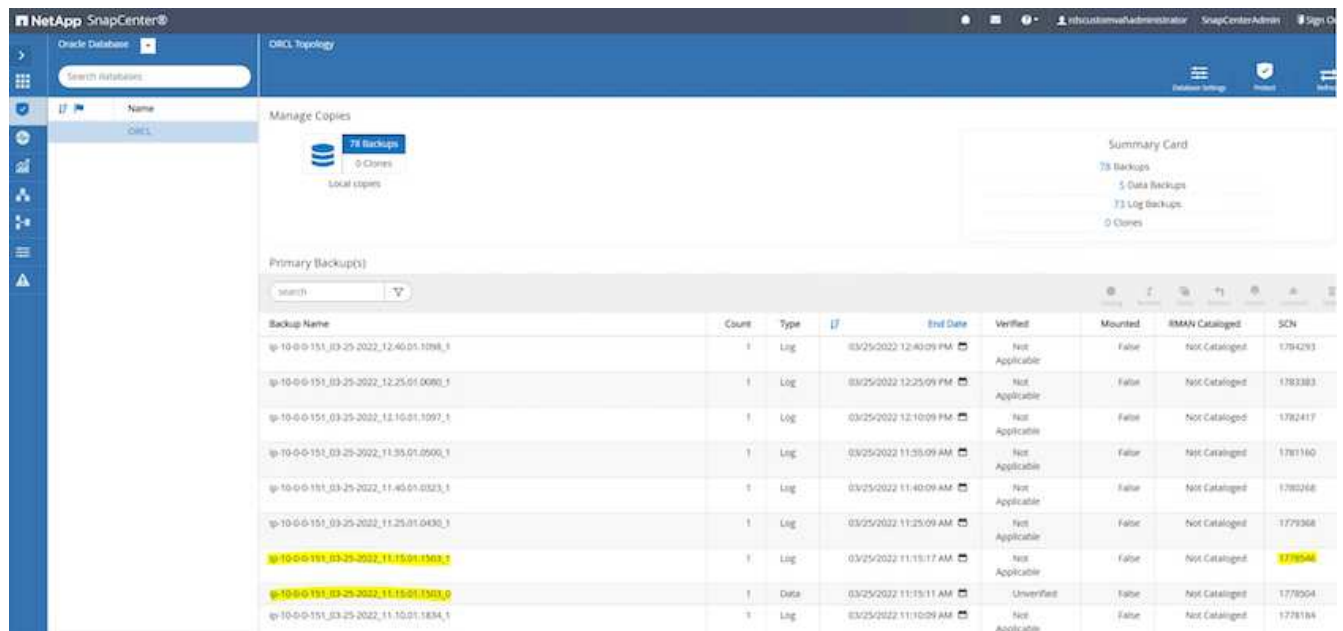 NetApp SnapCenter®
rdscustomval\administrator SnapCenterAdmin Sign O
Oracle Database
ORCL Topology
Search databases
Database Settings Protect Refre
Name
ORCL
Manage Copies
78 Backups
0 Clones
Local copies
Summary Card
78 Backups
5 Data Backups
73 Log Backups
0 Clones
Primary Backup(s)
search
Backup Name Count Type End Date Verified Mounted RMAN Cataloged SCN
ip-10-0-0-151_03-25-2022_12.40.01.1098_1 1 Log 03/25/2022 12:40:09 PM Not Applicable False Not Cataloged 1784293
ip-10-0-0-151_03-25-2022_12.25.01.0080_1 1 Log 03/25/2022 12:25:09 PM Not Applicable False Not Cataloged 1783383
ip-10-0-0-151_03-25-2022_12.10.01.1097_1 1 Log 03/25/2022 12:10:09 PM Not Applicable False Not Cataloged 1782417
ip-10-0-0-151_03-25-2022_11.55.01.0500_1 1 Log 03/25/2022 11:55:09 AM Not Applicable False Not Cataloged 1781160
ip-10-0-0-151_03-25-2022_11.40.01.0323_1 1 Log 03/25/2022 11:40:09 AM Not Applicable False Not Cataloged 1780268
ip-10-0-0-151_03-25-2022_11.25.01.0430_1 1 Log 03/25/2022 11:25:09 AM Not Applicable False Not Cataloged 1779368
ip-10-0-0-151_03-25-2022_11.15.01.1503_1 1 Log 03/25/2022 11:15:17 AM Not Applicable False Not Cataloged 1778546
ip-10-0-0-151_03-25-2022_11.15.01.1503_0 1 Data 03/25/2022 11:15:11 AM Unverified False Not Cataloged 1778504
ip-10-0-0-151_03-25-2022_11.10.01.1834_1 1 Log 03/25/2022 11:10:09 AM Not Applicable False Not Cataloged 1778184